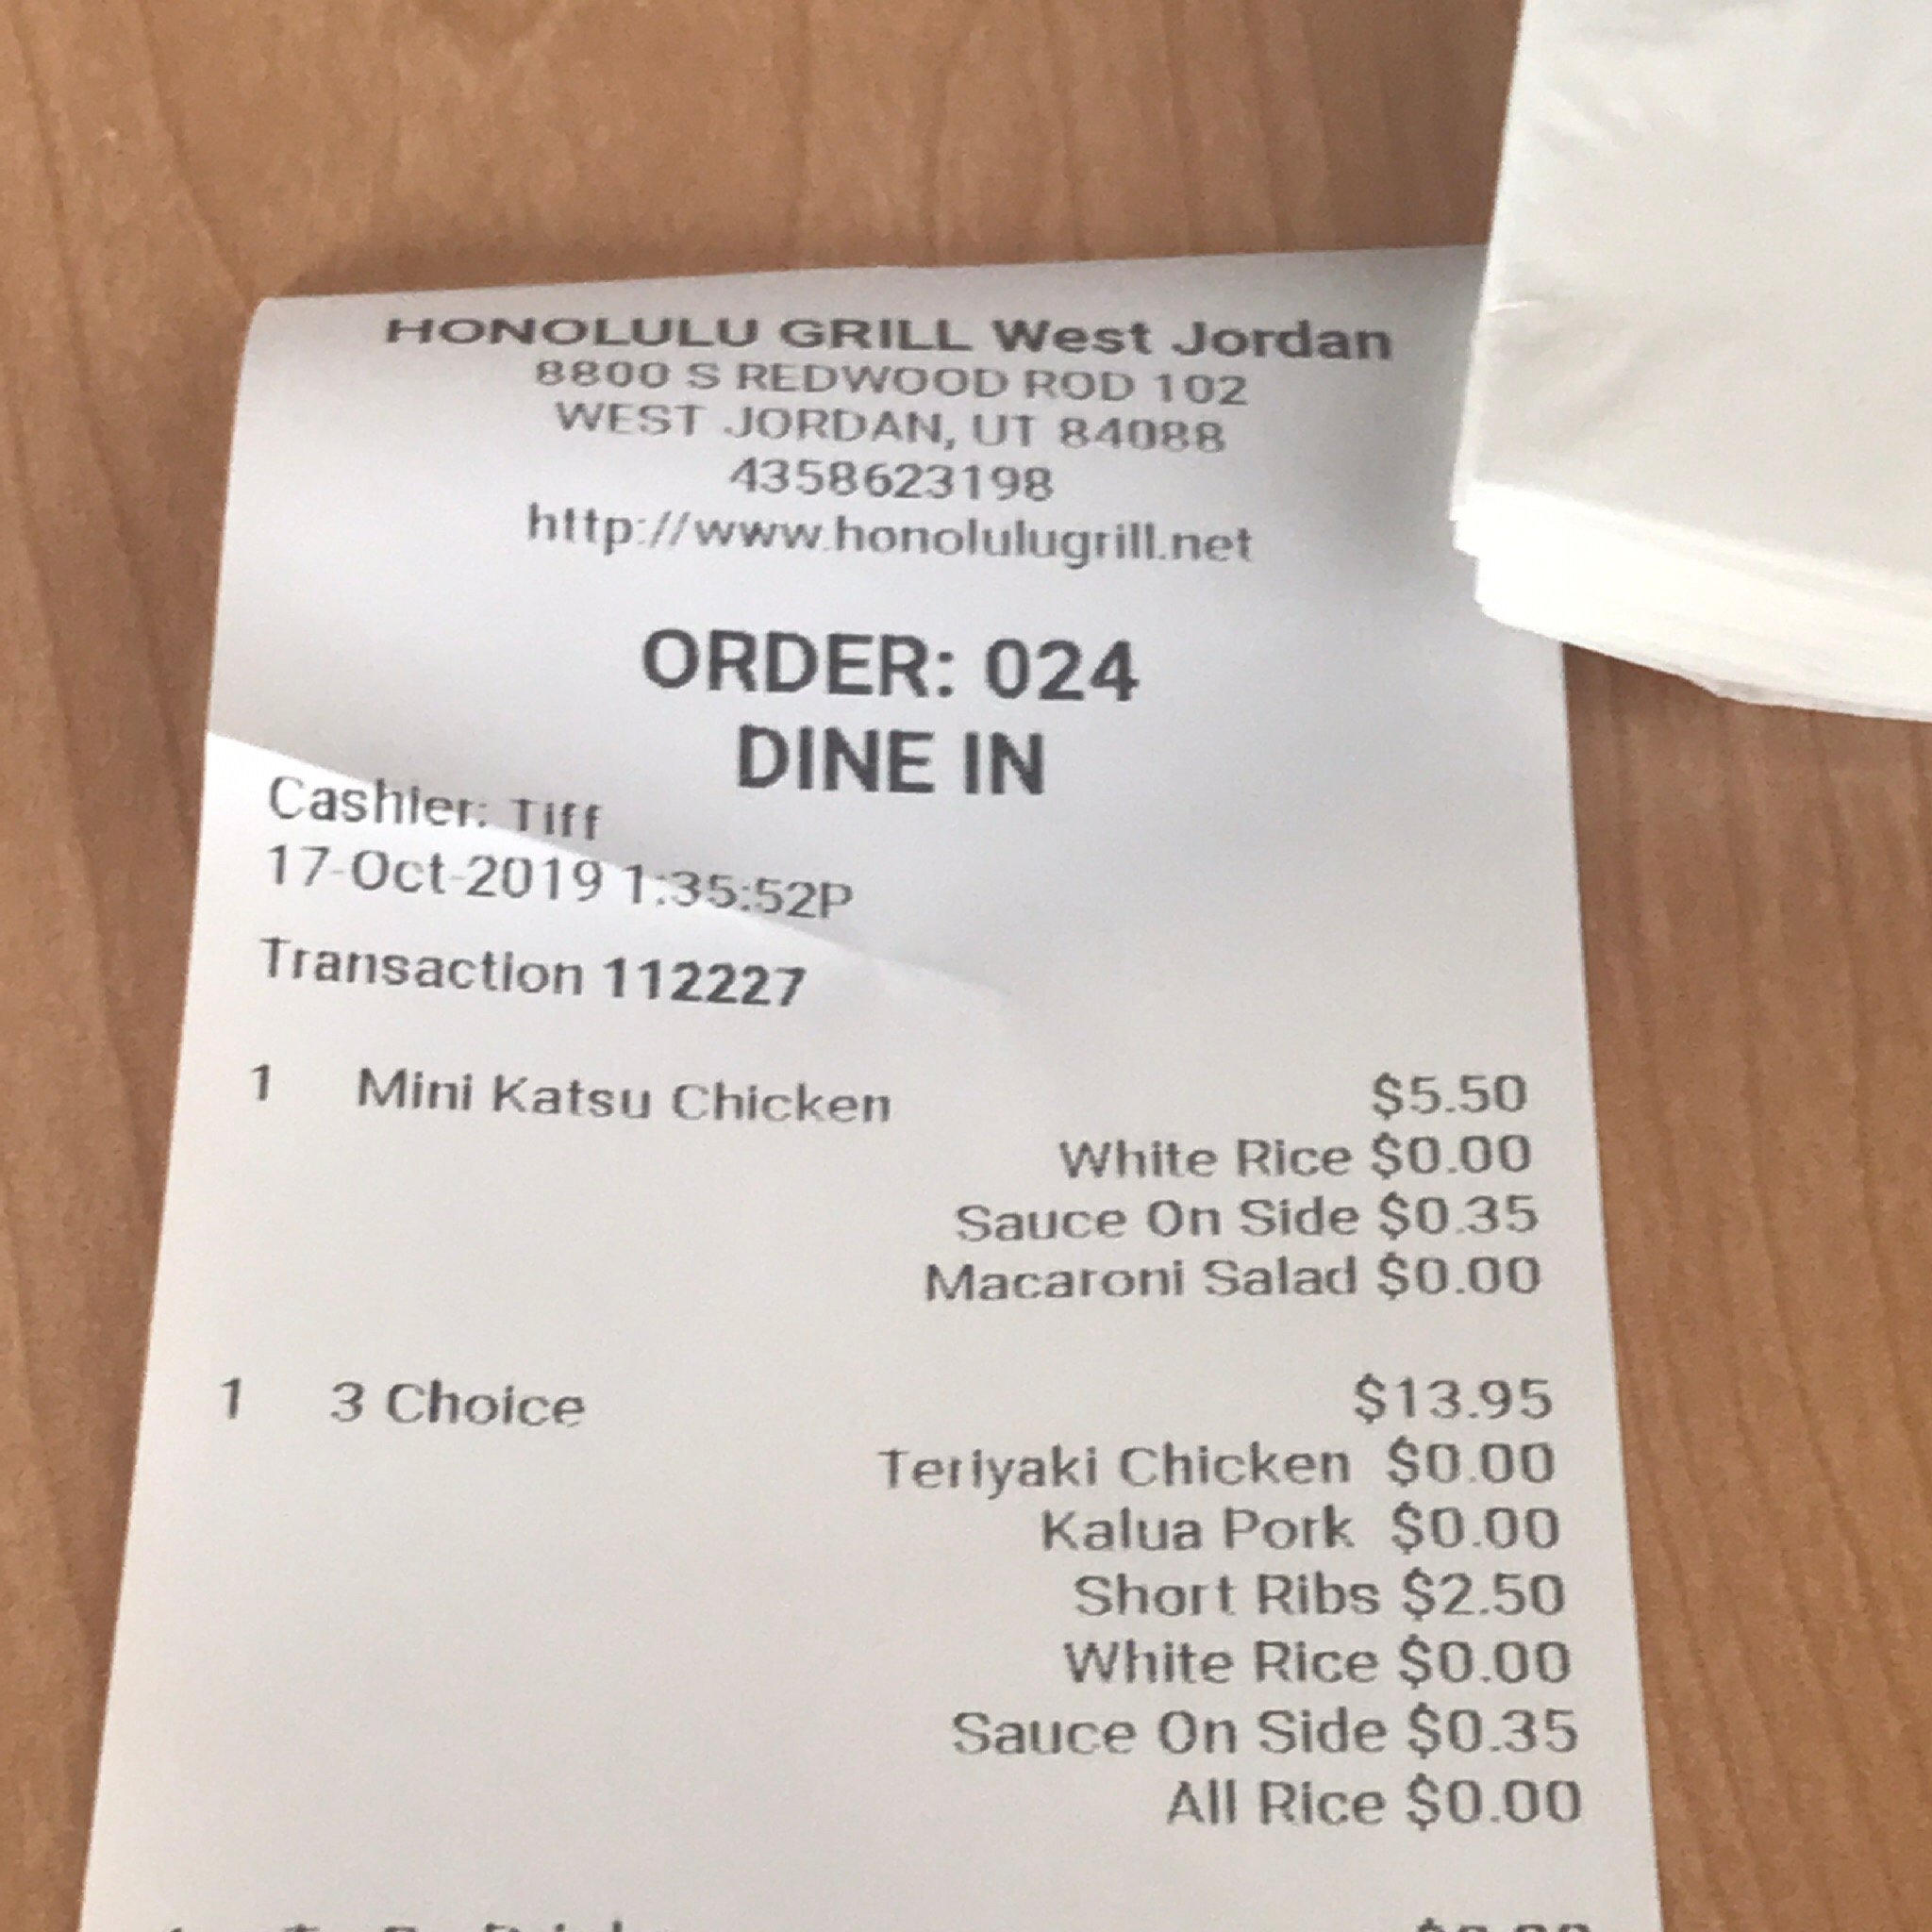 HONOLULU GRILL West Jordan
8800 S REDWOOD ROD 102
WEST JORDAN, UT 84088
4358623198
http://www.honolulugrill.net
ORDER: 024
DINE IN
Cashier: Tiff
17-Oct-2019 1:35:52P
Transaction 112227
1 Mini Katsu Chicken $5.50
White Rice $0.00
Sauce On Side $0.35
Macaroni Salad $0.00
1 3 Choice $13.95
Teriyaki Chicken $0.00
Kalua Pork $0.00
Short Ribs $2.50
White Rice $0.00
Sauce On Side $0.35
All Rice $0.00